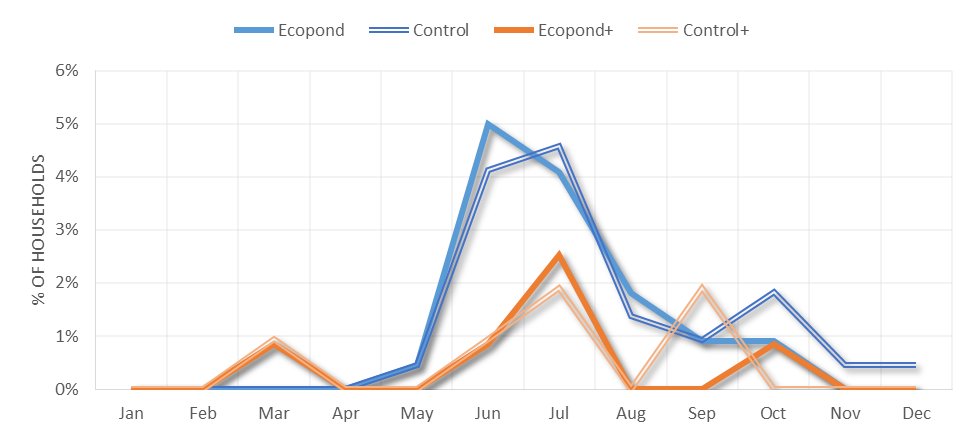 Ecopond Control Ecopond+ Control+
6%
5%
4%
3%
2%
1%
0%
% OF HOUSEHOLDS
Jan Feb Mar Apr May Jun Jul Aug Sep Oct Nov Dec